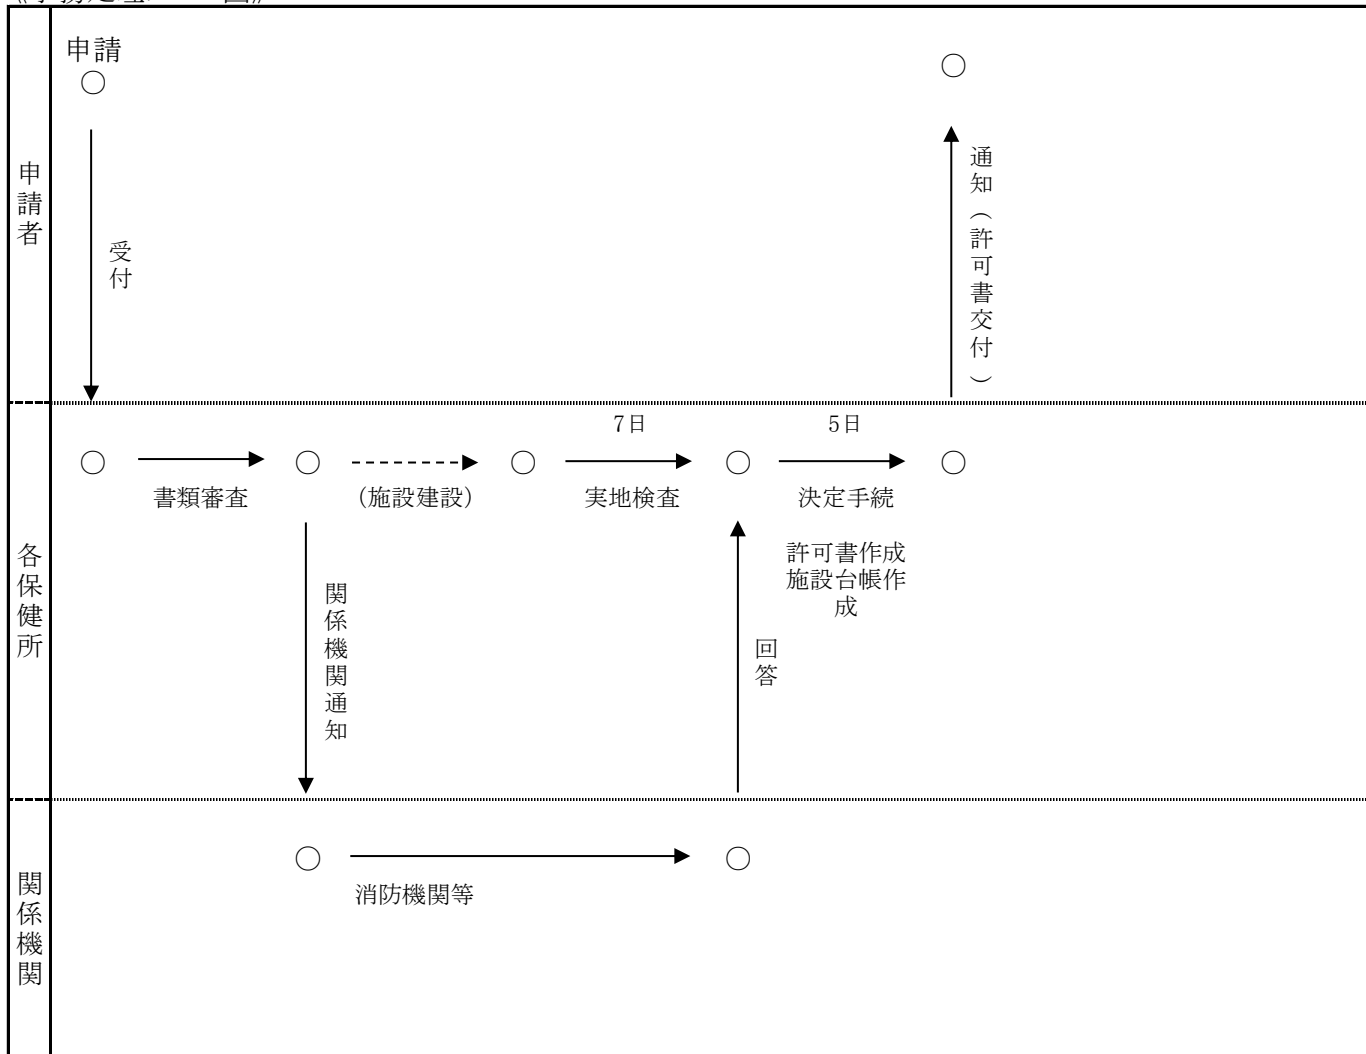 申請
申請者
受付
通知（許可書交付）
7日
5日
書類審査
（施設建設）
実地検査
決定手続
許可書作成
施設台帳作
成
各保健所
関係機関通知
回答
消防機関等
関係機関